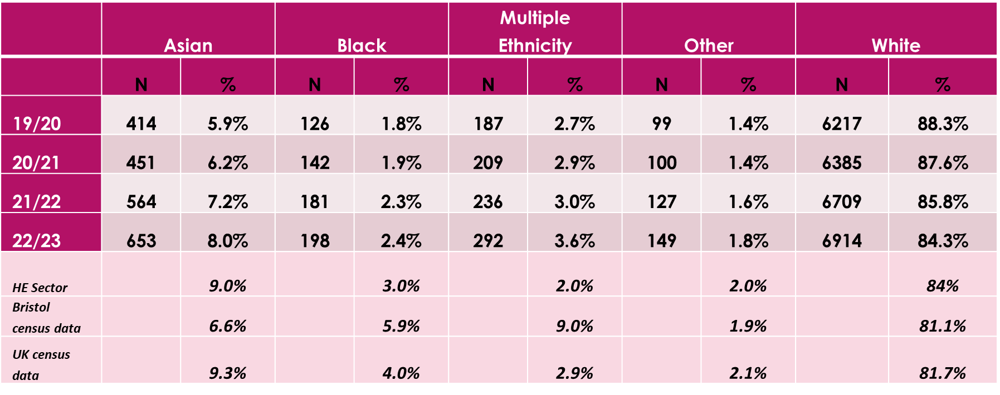 Multiple
Asian Black Ethnicity Other White
N % N % N % N % N %
19/20 414 5.9% 126 1.8% 187 2.7% 99 1.4% 6217 88.3%
20/21 451 6.2% 142 1.9% 209 2.9% 100 1.4% 6385 87.6%
21/22 564 7.2% 181 2.3% 236 3.0% 127 1.6% 6709 85.8%
22/23 653 8.0% 198 2.4% 292 3.6% 149 1.8% 6914 84.3%
HE Sector 9.0% 3.0% 2.0% 2.0% 84%
Bristol
census data 6.6% 5.9% 9.0% 1.9% 81.1%
UK census
data 9.3% 4.0% 2.9% 2.1% 81.7%